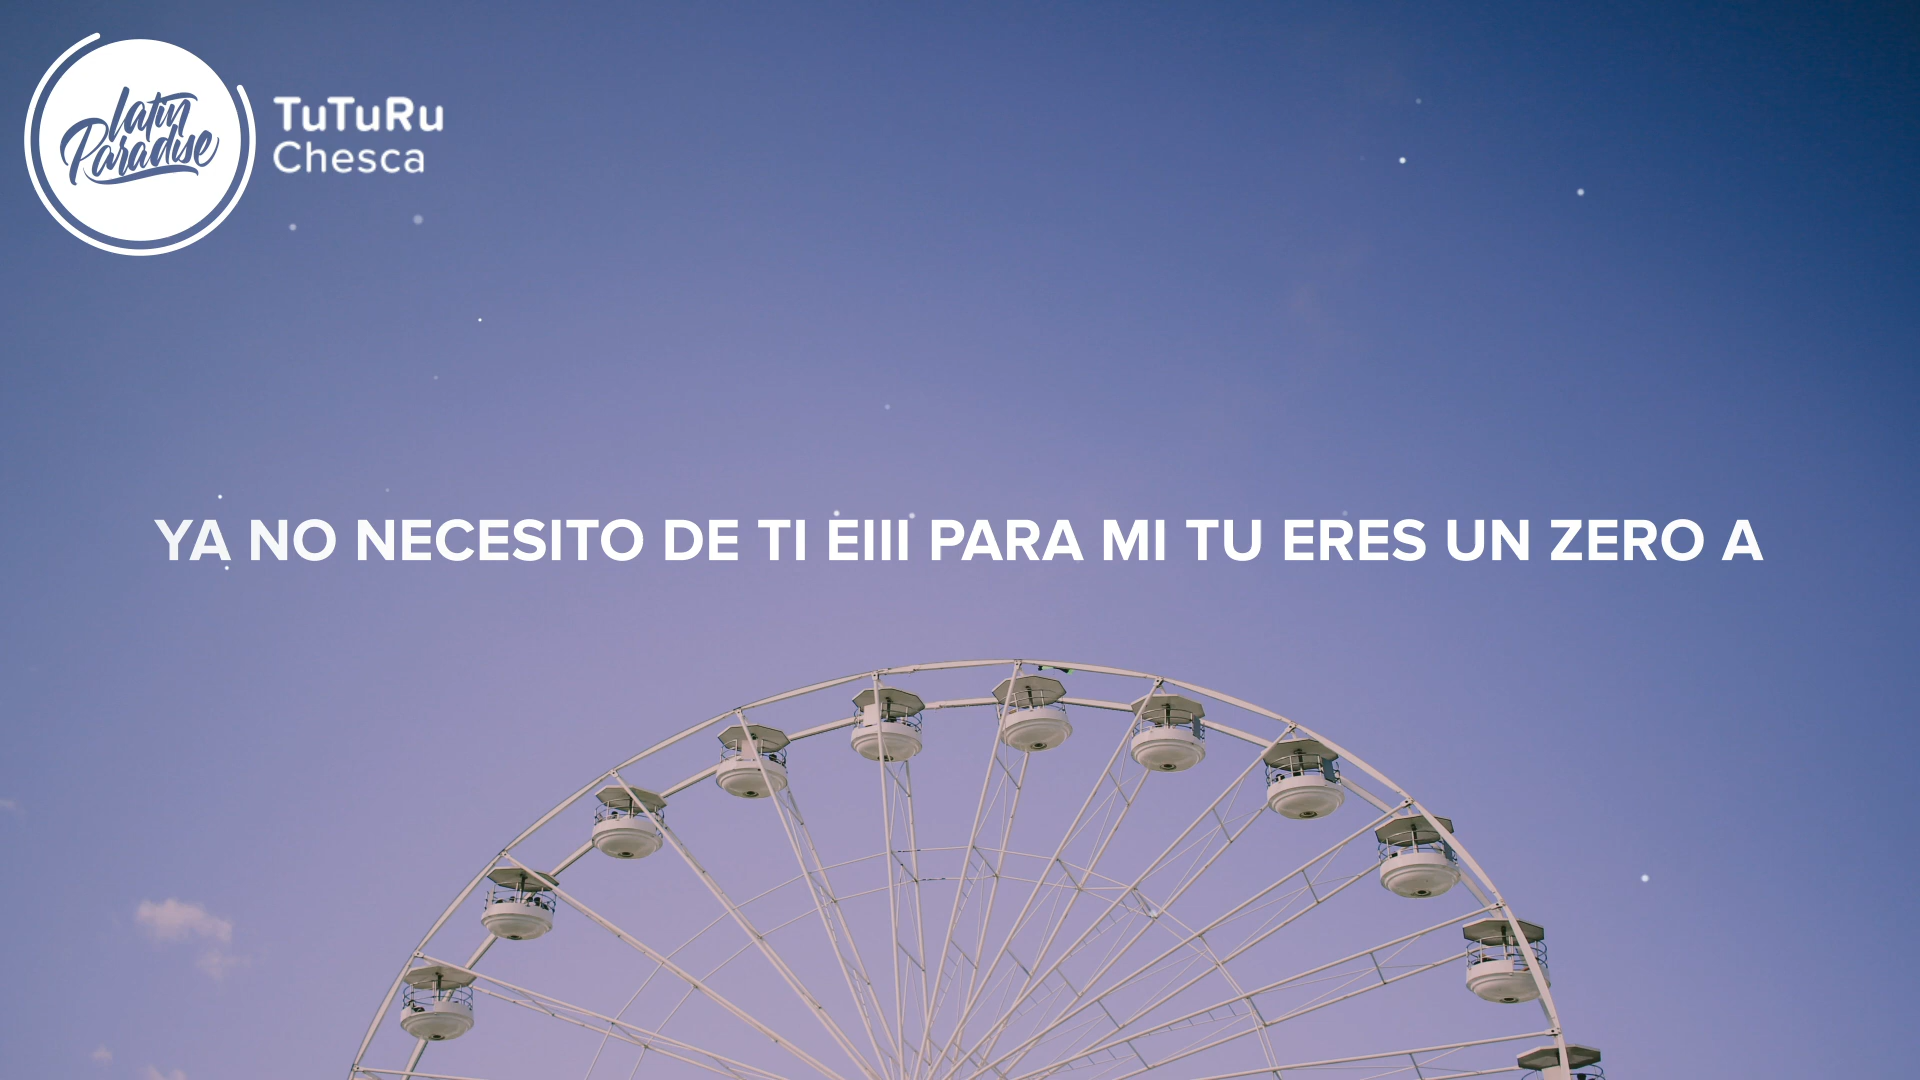 latin
Paradise
TuTuRu
Chesca
YA NO NECESITO DE TI EIII PARA MI TU ERES UN ZERO A